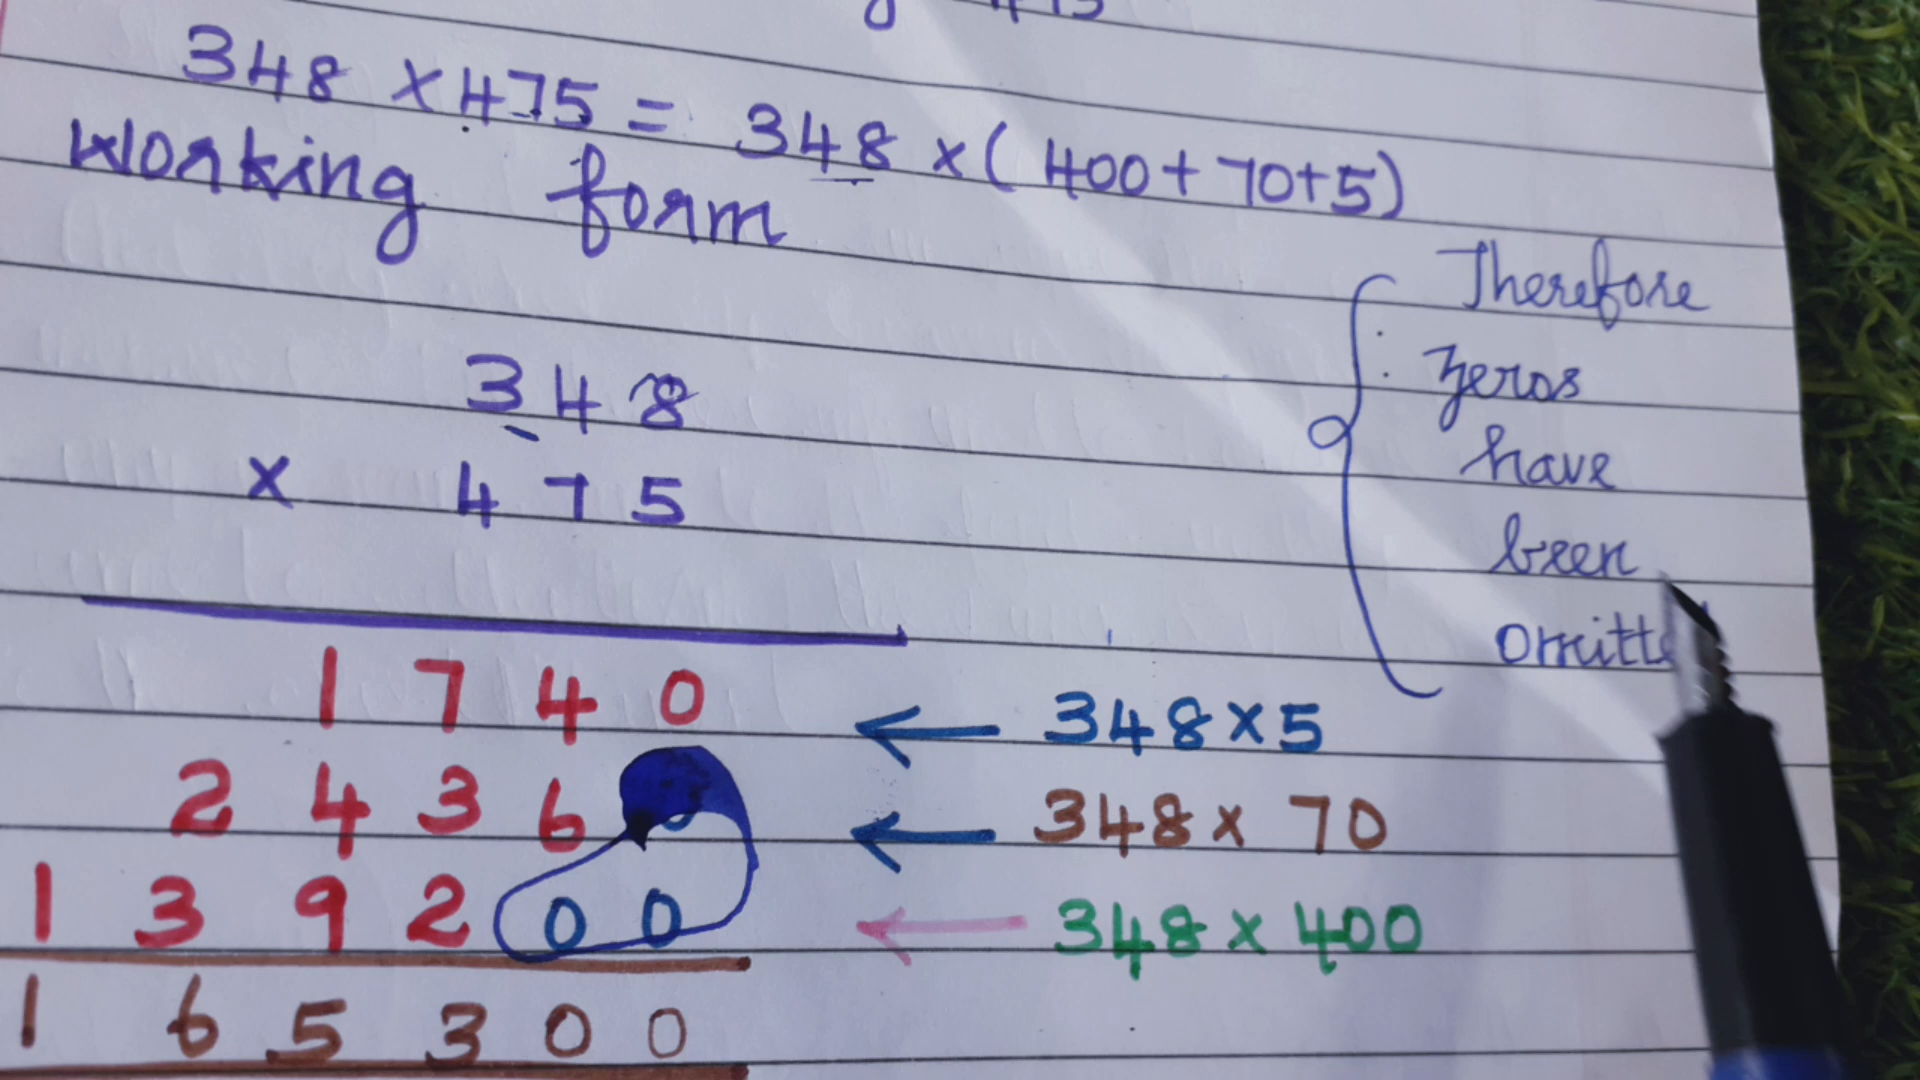 348 × 475 = 348 × (400 + 70 + 5)
Working form
Therefore
zeros
have
been
348
× 475
1740 ← 348 × 5
24360 ← 348 × 70
139200 ← 348 × 400
165300